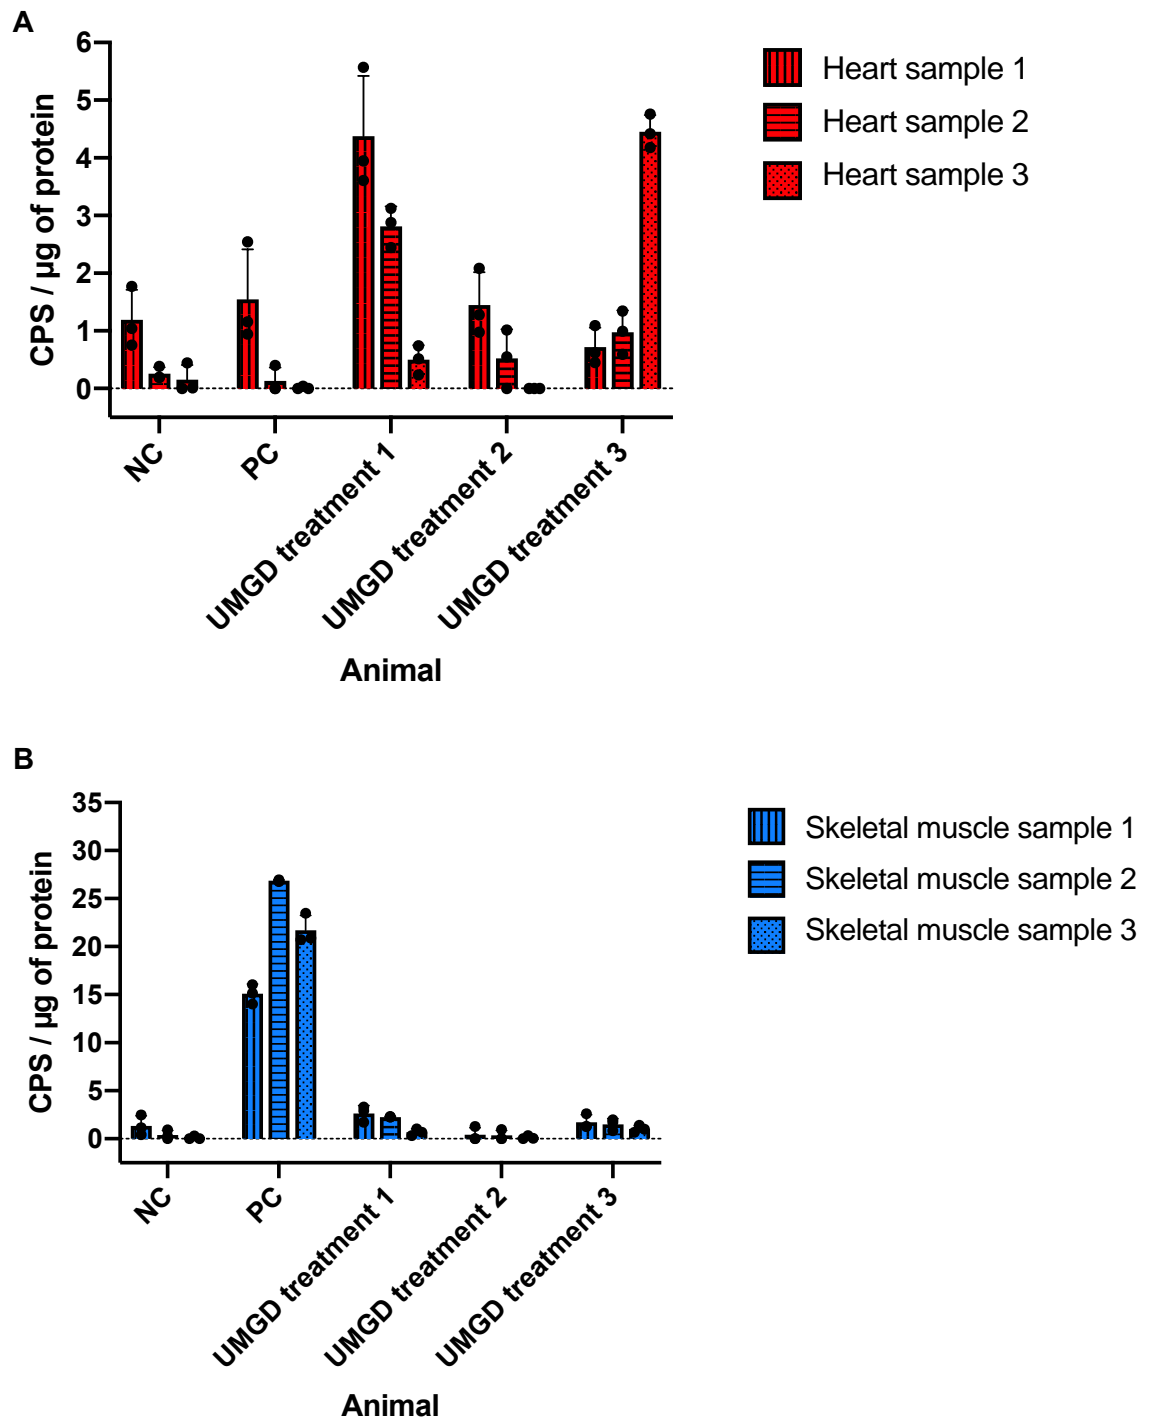 A
6
5
4
3
2
1
0
CPS / µg of protein
NC
PC
UMGD treatment 1
UMGD treatment 2
UMGD treatment 3
Animal
Heart sample 1
Heart sample 2
Heart sample 3
B
35
30
25
20
15
10
5
0
CPS / µg of protein
NC
PC
UMGD treatment 1
UMGD treatment 2
UMGD treatment 3
Animal
Skeletal muscle sample 1
Skeletal muscle sample 2
Skeletal muscle sample 3